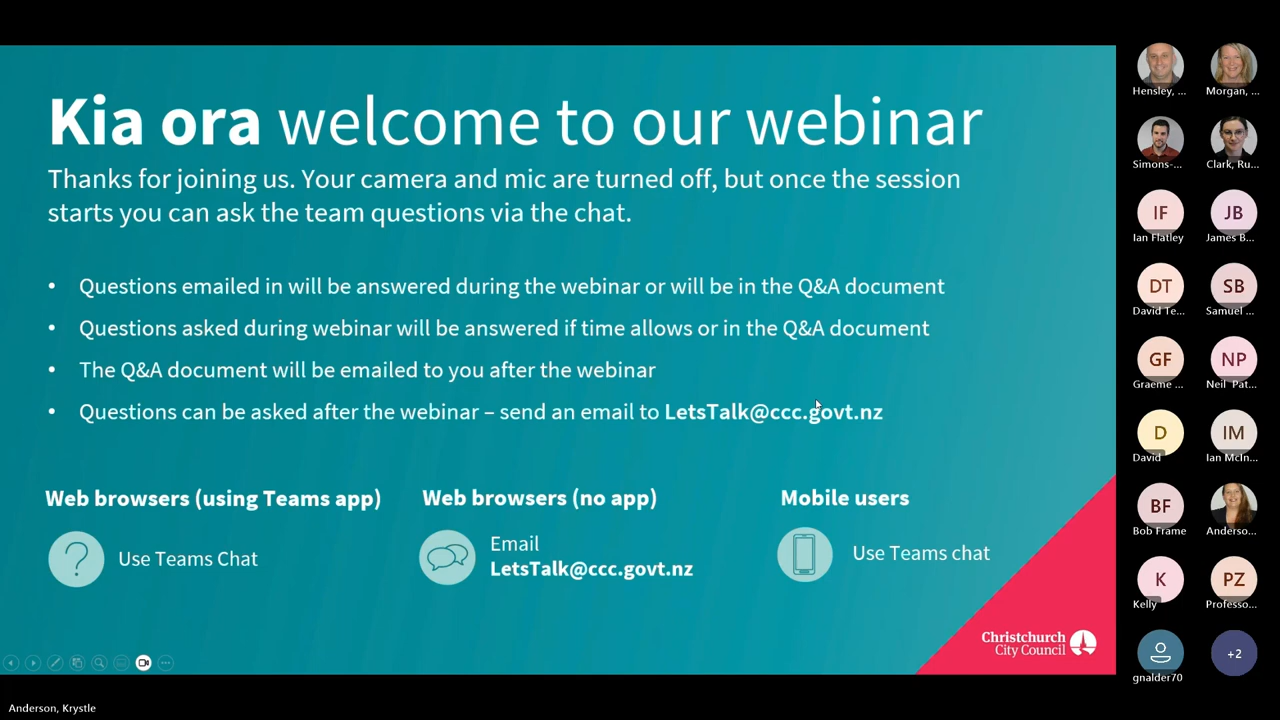 Kia ora welcome to our webinar
Thanks for joining us. Your camera and mic are turned off, but once the session
starts you can ask the team questions via the chat.
• Questions emailed in will be answered during the webinar or will be in the Q&A document
• Questions asked during webinar will be answered if time allows or in the Q&A document
• The Q&A document will be emailed to you after the webinar
• Questions can be asked after the webinar – send an email to LetsTalk@ccc.govt.nz
Web browsers (using Teams app)
Use Teams Chat
Web browsers (no app)
Email
LetsTalk@ccc.govt.nz
Mobile users
Use Teams chat
Christchurch
City Council
Hensley, ...
Morgan, ...
Simons-...
Clark, Ru...
IF
Ian Flatley
JB
James B...
DT
David Te...
SB
Samuel ...
GF
Graeme ...
NP
Neil Pat...
D
David
IM
Ian McIn...
BF
Bob Frame
Anderso...
K
Kelly
PZ
Professo...
gnalder70
+2
Anderson, Krystle